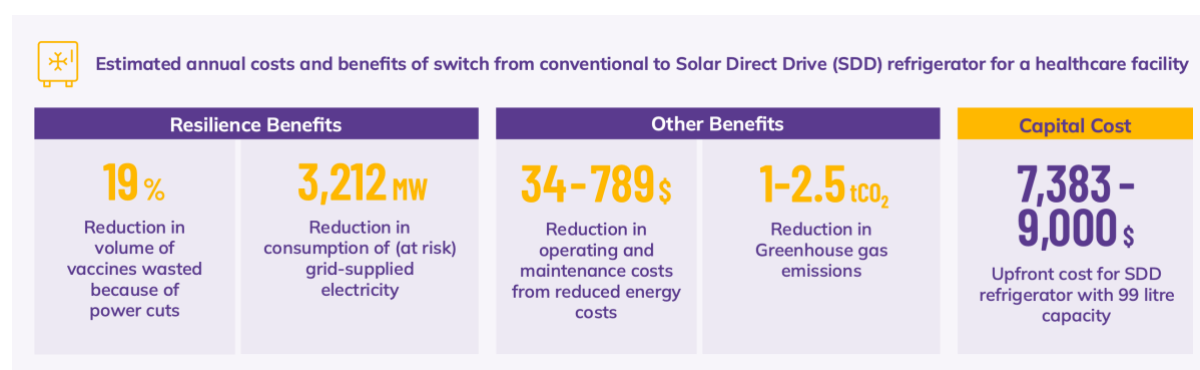 Estimated annual costs and benefits of switch from conventional to Solar Direct Drive (SDD) refrigerator for a healthcare facility
Resilience Benefits
19 %
Reduction in
volume of
vaccines wasted
because of
power cuts
3,212 MW
Reduction in
consumption of (at risk)
grid-supplied
electricity
Other Benefits
34-789 $
Reduction in
operating and
maintenance costs
from reduced energy
costs
1-2.5 tCO₂
Reduction in
Greenhouse gas
emissions
Capital Cost
7,383 -
9,000 $
Upfront cost for SDD
refrigerator with 99 litre
capacity